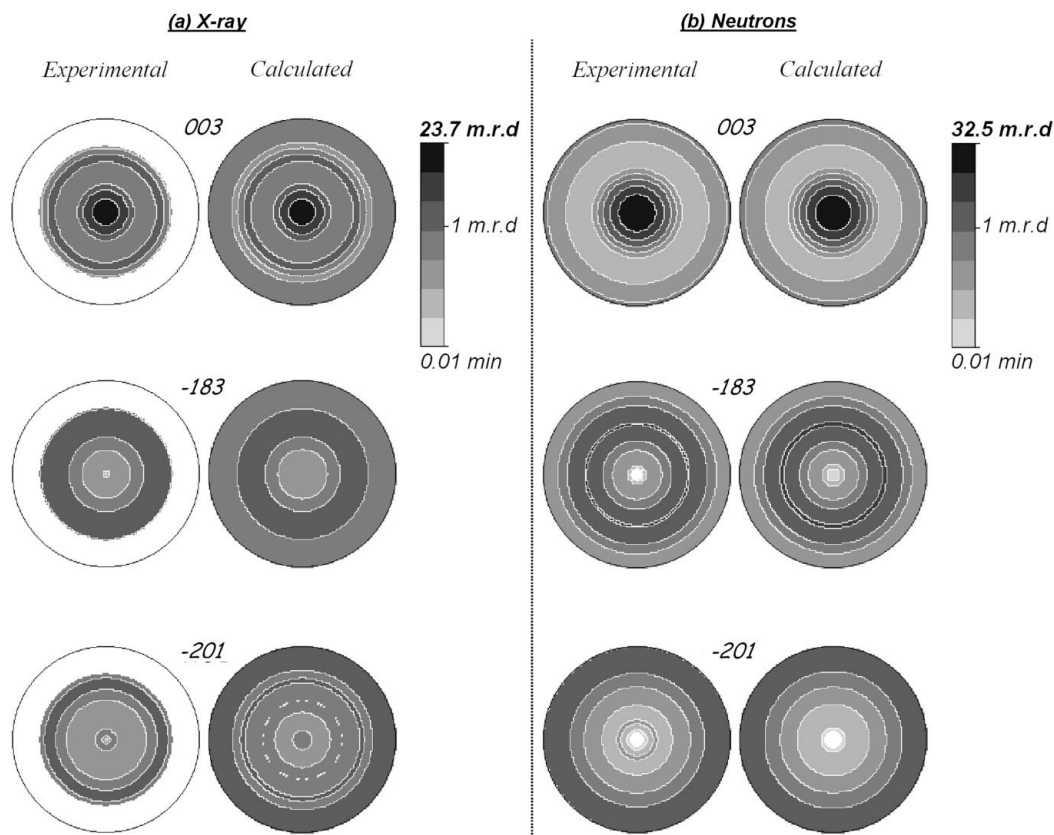 (a) X-ray
(b) Neutrons
Experimental Calculated
Experimental Calculated
003
23.7 m.r.d
1 m.r.d
0.01 min
003
32.5 m.r.d
1 m.r.d
0.01 min
-183
-183
-201
-201